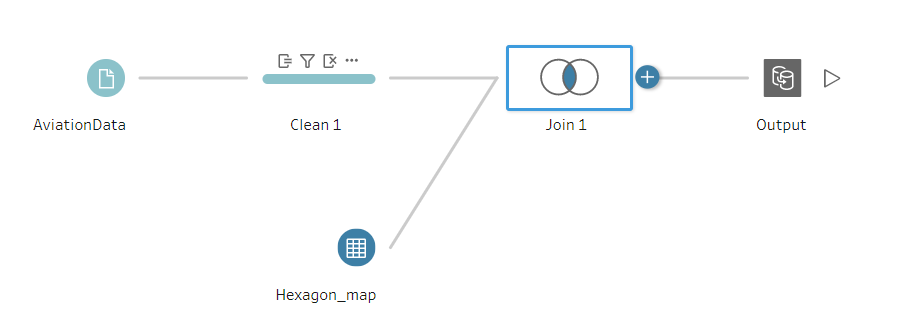 AviationData
Clean 1
Join 1
Output
Hexagon_map